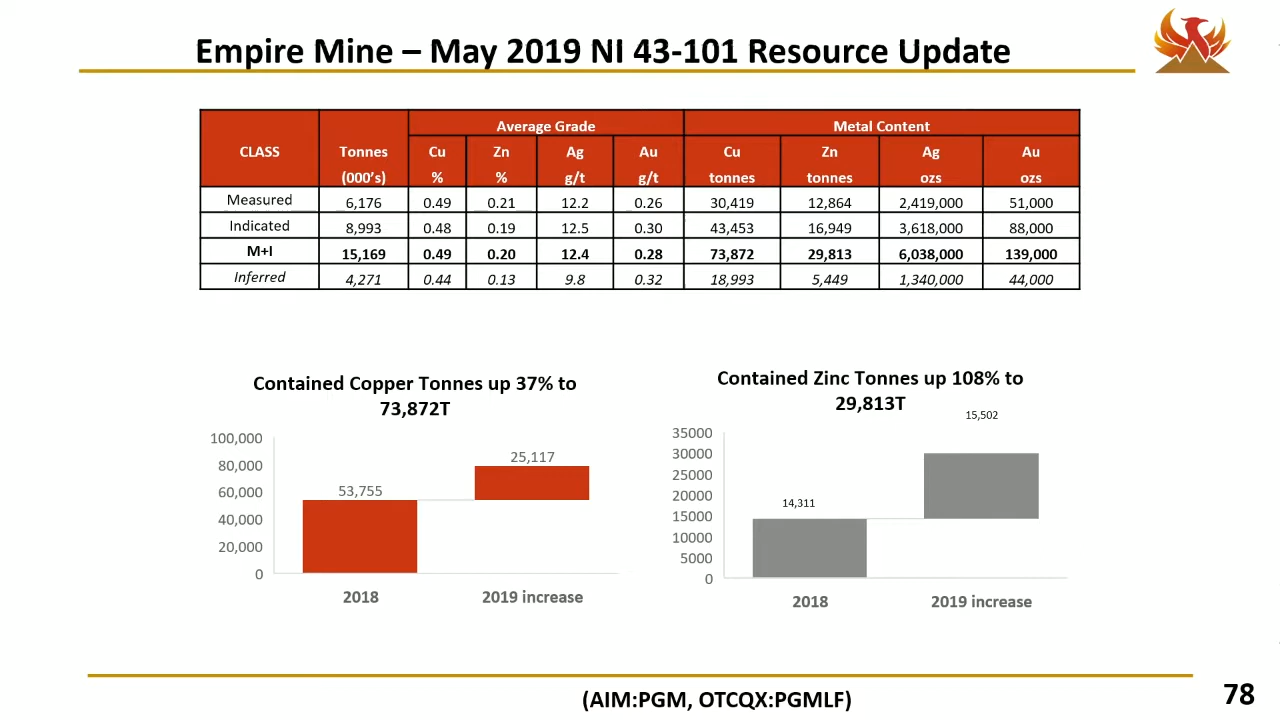 Empire Mine – May 2019 NI 43-101 Resource Update
CLASS Tonnes (000's) Average Grade Metal Content
Cu % Zn % Ag g/t Au g/t Cu tonnes Zn tonnes Ag ozs Au ozs
Measured 6,176 0.49 0.21 12.2 0.26 30,419 12,864 2,419,000 51,000
Indicated 8,993 0.48 0.19 12.5 0.30 43,453 16,949 3,618,000 88,000
M+I 15,169 0.49 0.20 12.4 0.28 73,872 29,813 6,038,000 139,000
Inferred 4,271 0.44 0.13 9.8 0.32 18,993 5,449 1,340,000 44,000
Contained Copper Tonnes up 37% to
73,872T
100,000
80,000
60,000
40,000
20,000
0
53,755
25,117
2018 2019 increase
Contained Zinc Tonnes up 108% to
29,813T
35000
30000
25000
20000
15000
10000
5000
0
14,311
15,502
2018 2019 increase
(AIM:PGM, OTCQX:PGMLF)
78